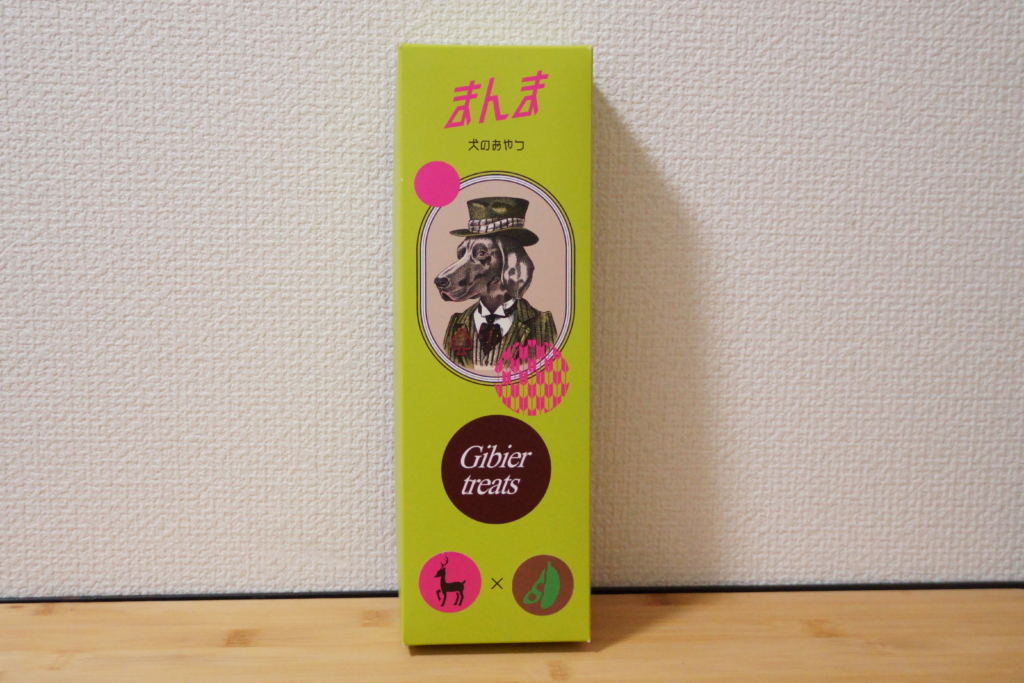 まんま
犬のおやつ
Gibier
treats
×